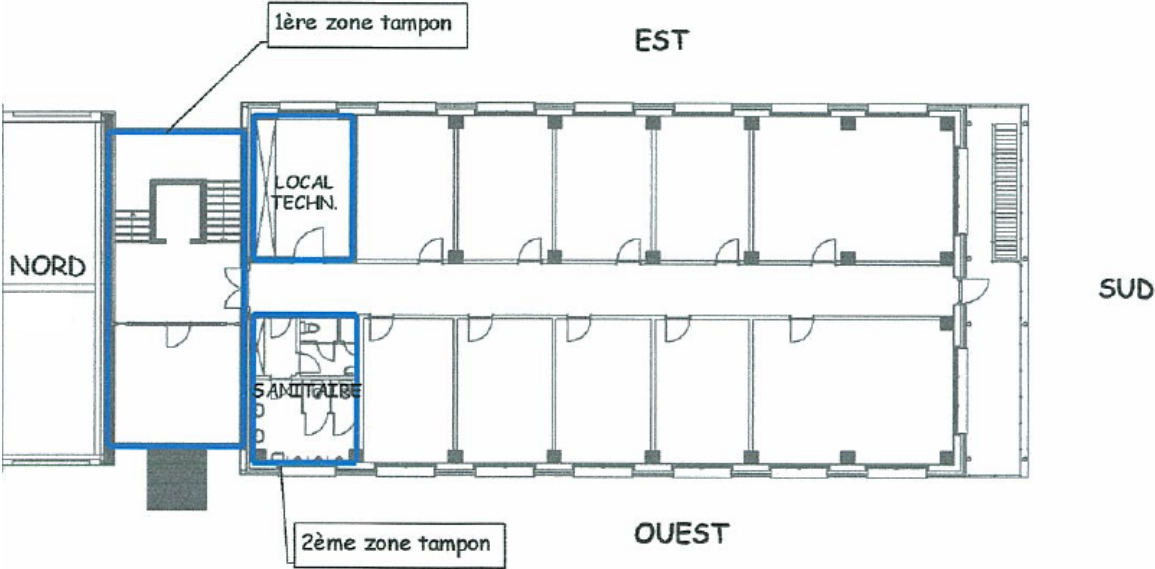 1ère zone tampon
EST
LOCAL
TECHN.
NORD
SUD
SANITAIRE
OUEST
2ème zone tampon